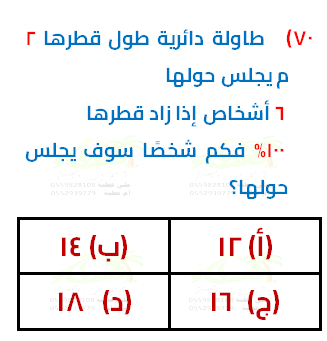 ٧٠) طاولة دائرية طول قطرها ٢
م يجلس حولها
٦ أشخاص إذا زاد قطرها
١٠٠% فكم شخصًا سوف يجلس
حولها؟
(أ) ١٢ (ب) ١٤
(ج) ١٦ (د) ١٨